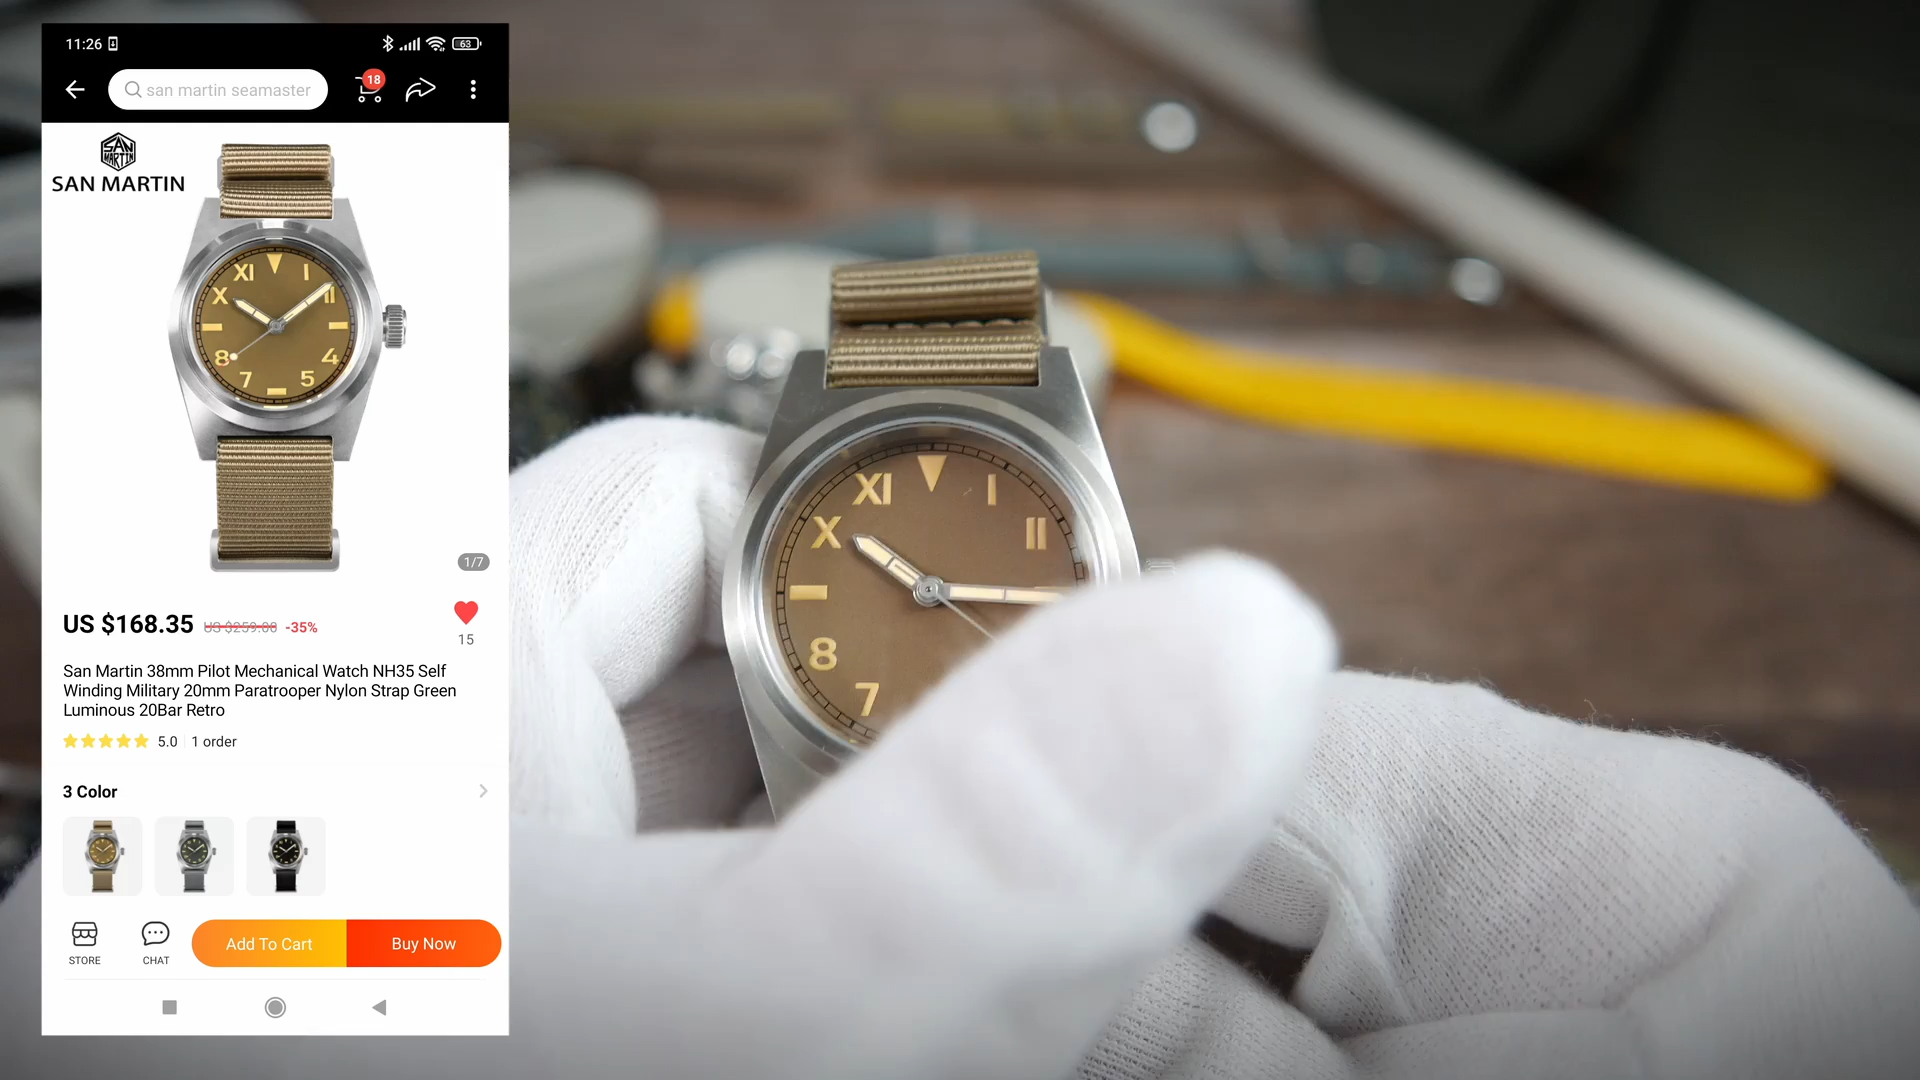 11:26
63
san martin seamaster
18
SAN
MARTIN
SAN MARTIN
XI
I
X
II
8
4
7
5
1/7
US $168.35 US $259.00 -35%
15
San Martin 38mm Pilot Mechanical Watch NH35 Self
Winding Military 20mm Paratrooper Nylon Strap Green
Luminous 20Bar Retro
5.0 1 order
3 Color
STORE
CHAT
Add To Cart
Buy Now
XI
I
X
II
8
7